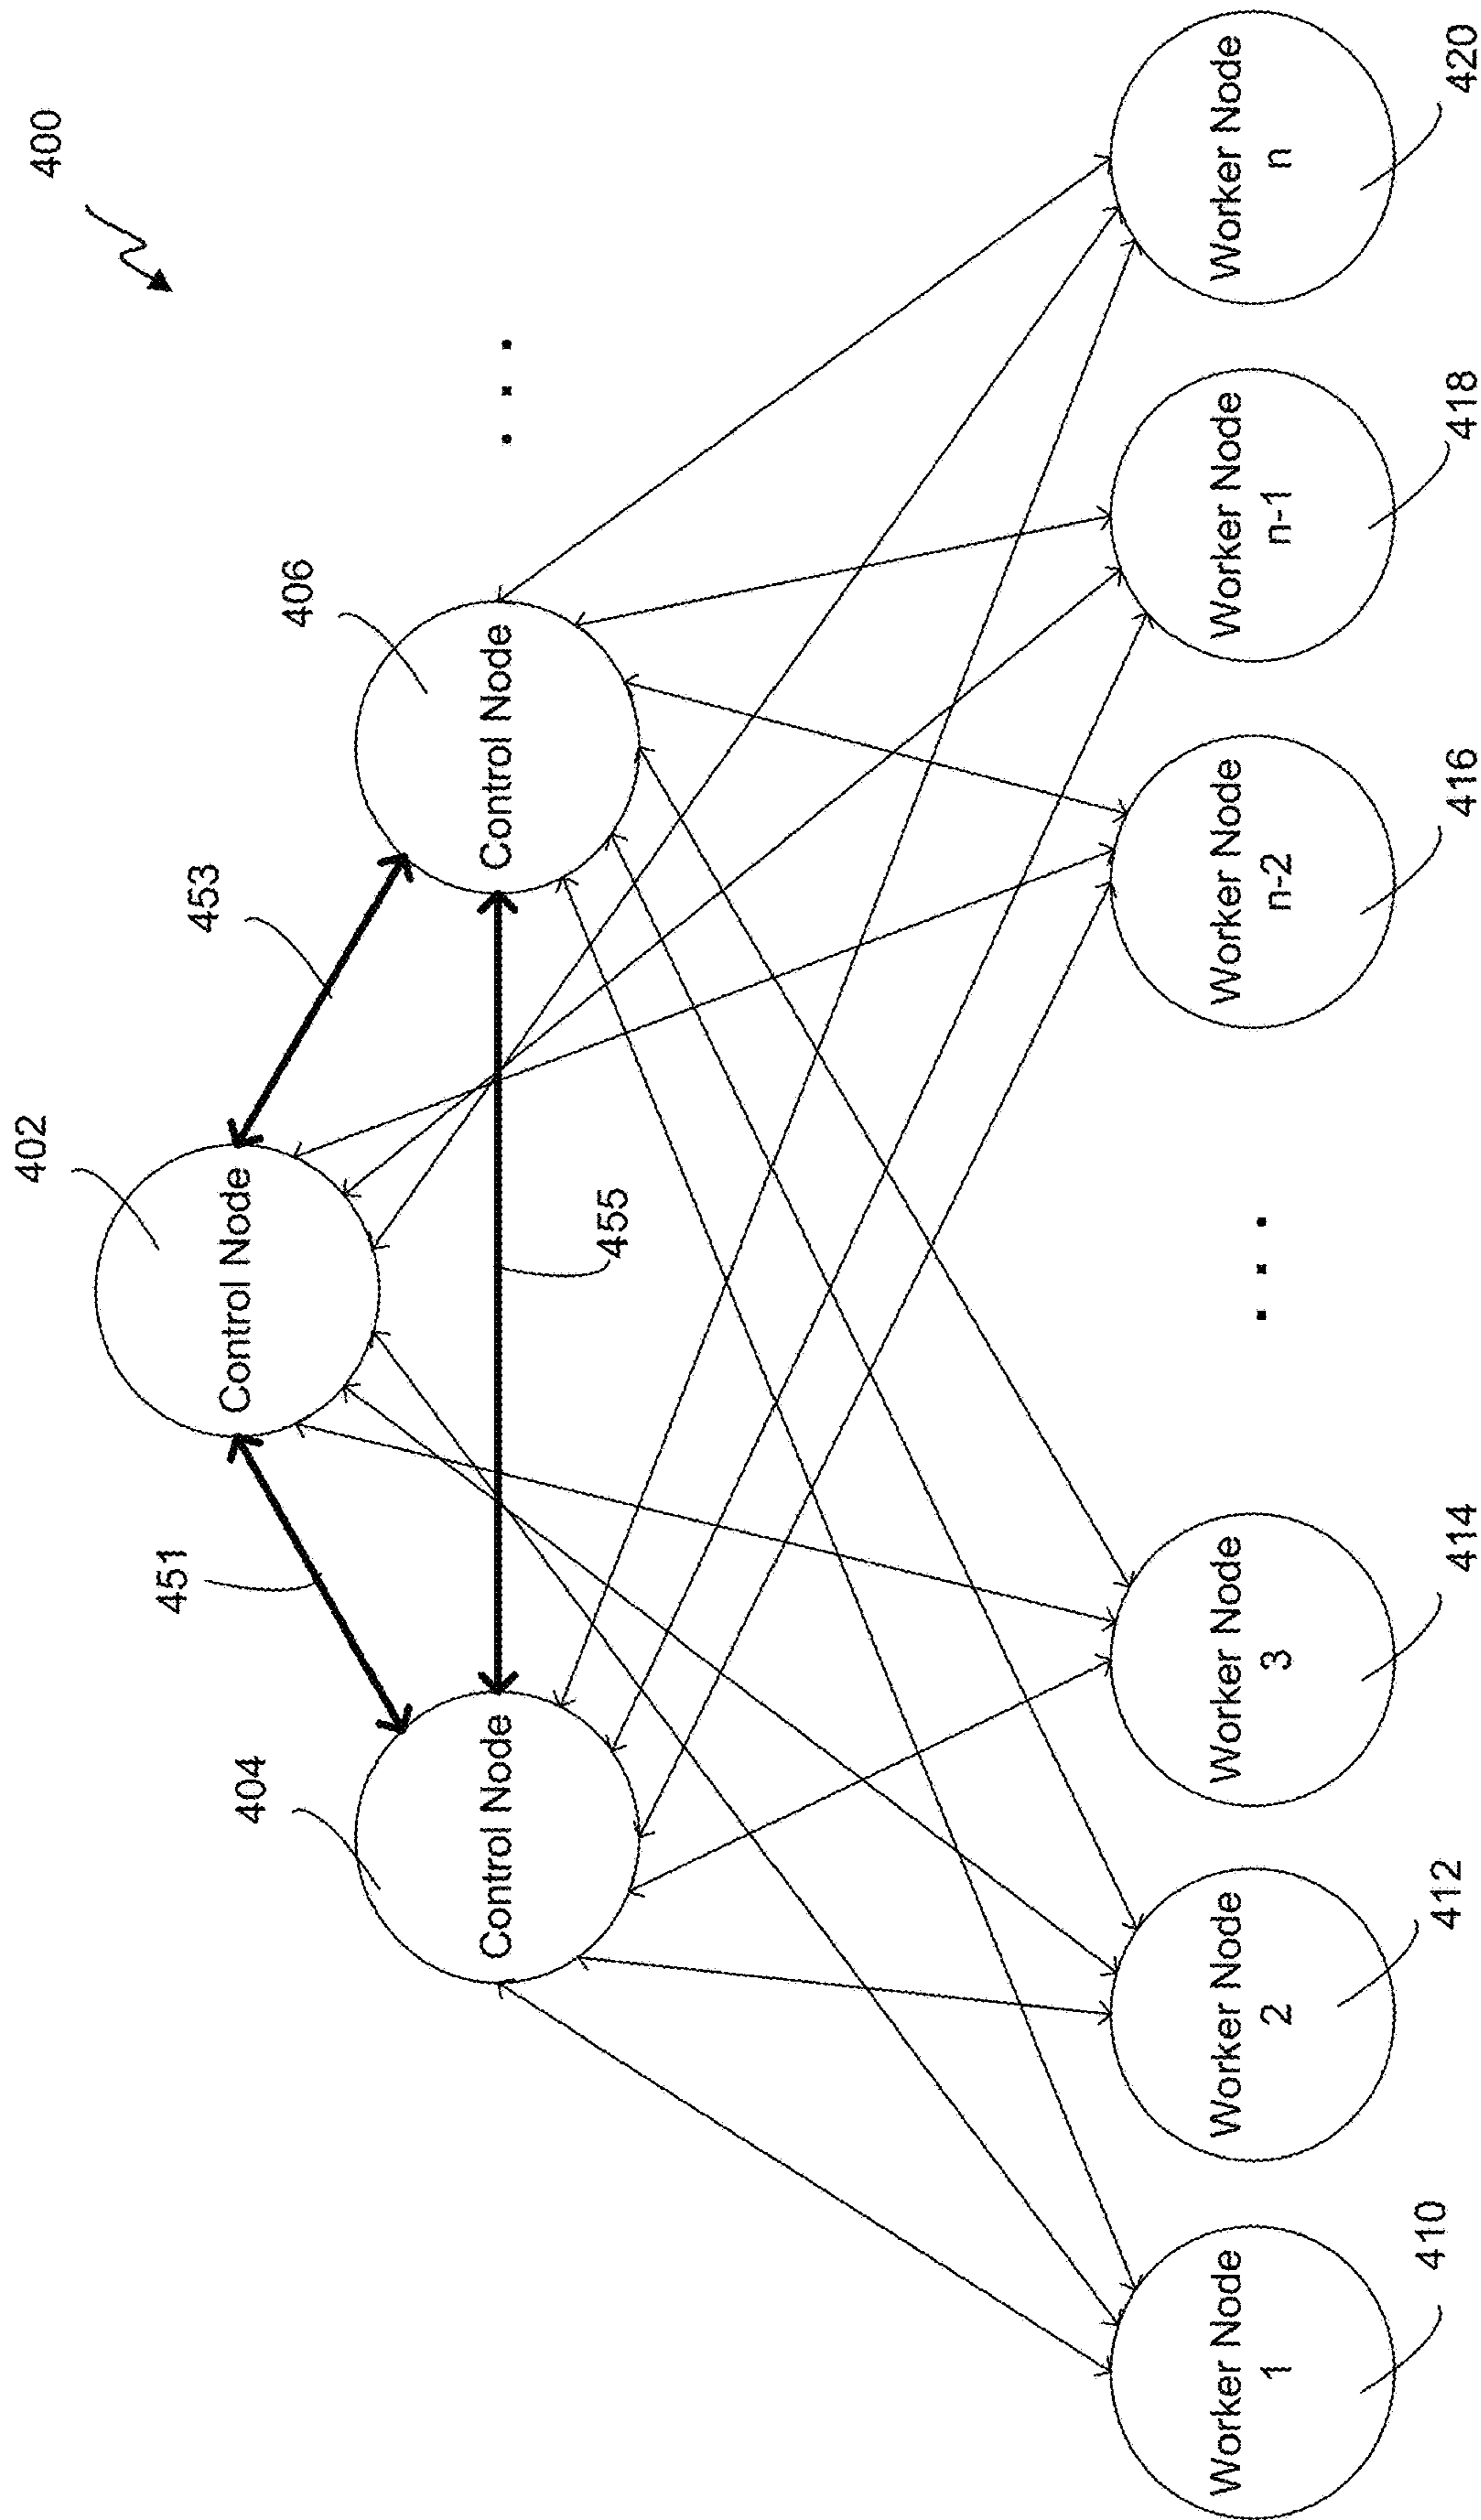 400
402
Control Node
451
453
404
Control Node
406
Control Node
. . .
455
Worker Node
1
Worker Node
2
Worker Node
3
. . .
Worker Node
n-2
Worker Node
n-1
Worker Node
n
410
412
414
416
418
420